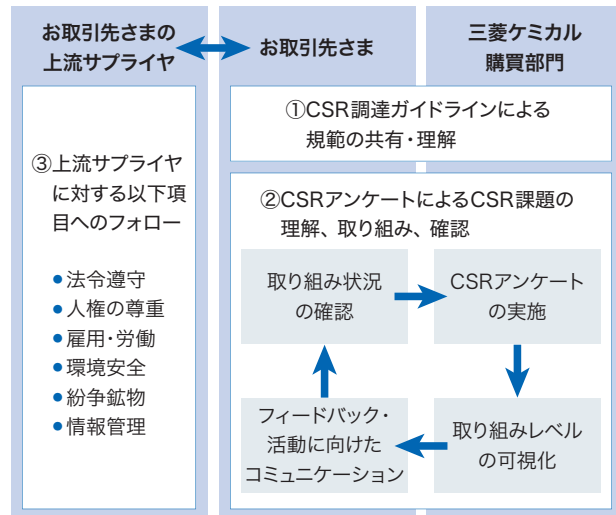 お取引先さまの
上流サプライヤ
お取引先さま
三菱ケミカル
購買部門
①CSR調達ガイドラインによる
規範の共有・理解
③上流サプライヤ
に対する以下項
目へのフォロー
●法令遵守
●人権の尊重
●雇用・労働
●環境安全
●紛争鉱物
●情報管理
②CSRアンケートによるCSR課題の
理解、取り組み、確認
取り組み状況
の確認
CSRアンケート
の実施
フィードバック・
活動に向けた
コミュニケーション
取り組みレベル
の可視化